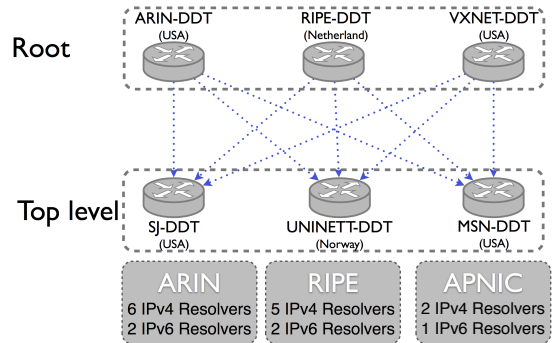 ARIN-DDT
(USA)
RIPE-DDT
(Netherland)
VXNET-DDT
(USA)
Root
Top level
SJ-DDT
(USA)
UNINETT-DDT
(Norway)
MSN-DDT
(USA)
ARIN
6 IPv4 Resolvers
2 IPv6 Resolvers
RIPE
5 IPv4 Resolvers
2 IPv6 Resolvers
APNIC
2 IPv4 Resolvers
1 IPv6 Resolvers